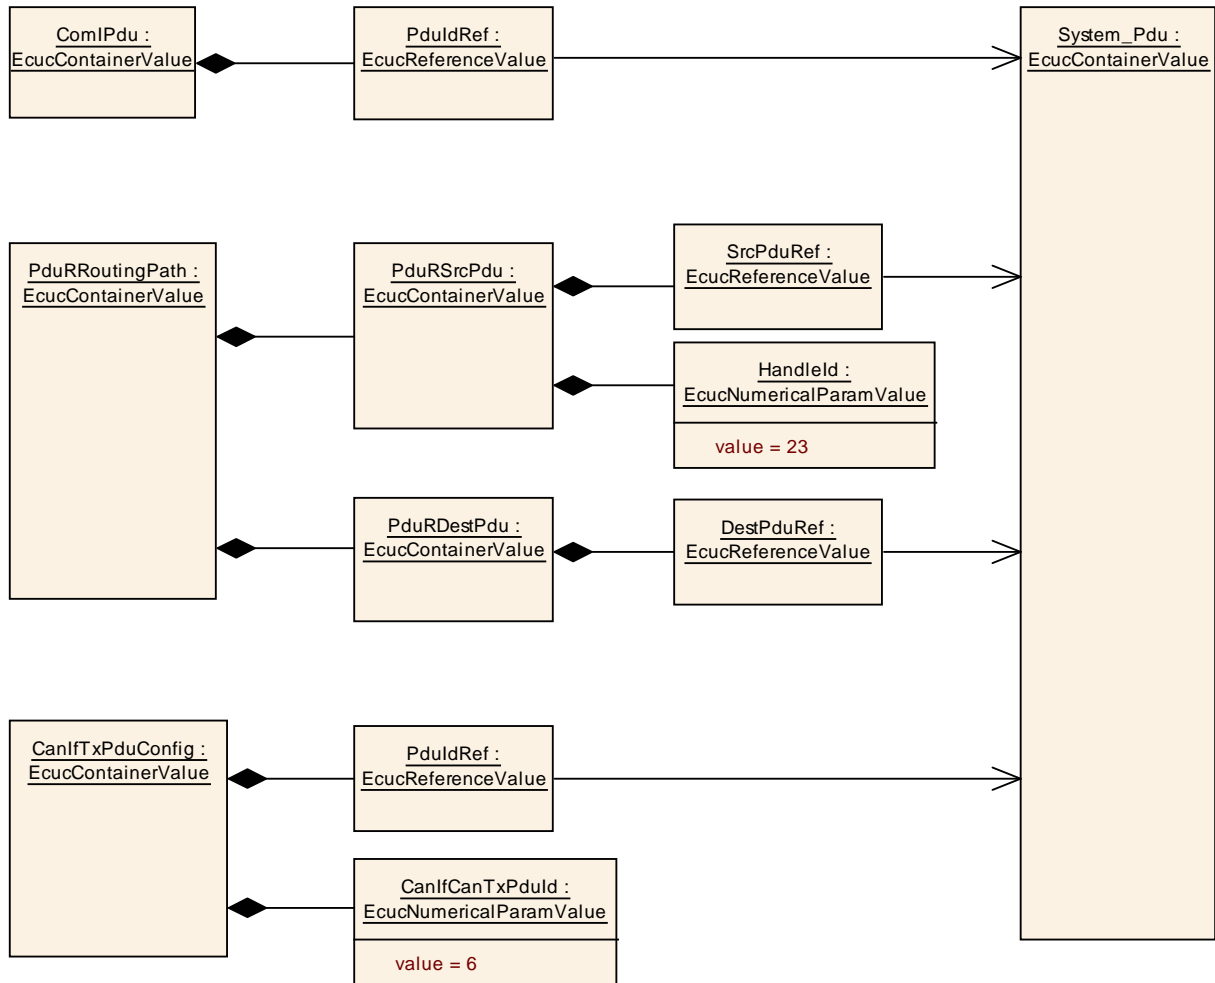 ComIPdu :
EcucContainerValue
PduIdRef :
EcucReferenceValue
System_Pdu :
EcucContainerValue
PduRRoutingPath :
EcucContainerValue
PduRSrcPdu :
EcucContainerValue
SrcPduRef :
EcucReferenceValue
HandleId :
EcucNumericalParamValue
value = 23
PduRDestPdu :
EcucContainerValue
DestPduRef :
EcucReferenceValue
CanIfTxPduConfig :
EcucContainerValue
PduIdRef :
EcucReferenceValue
CanIfCanTxPduId :
EcucNumericalParamValue
value = 6